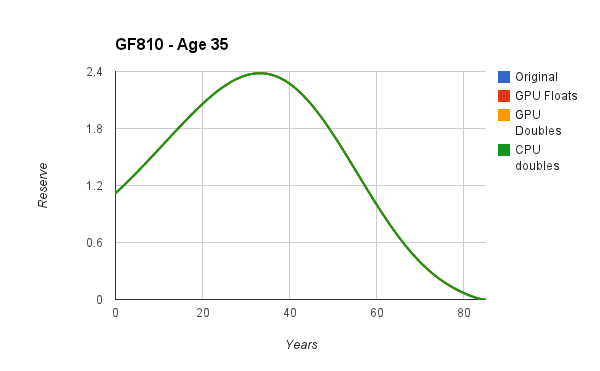 GF810 - Age 35
2.4
1.8
1.2
0.6
0
Reserve
0 20 40 60 80
Years
Original
GPU Floats
GPU
Doubles
CPU
doubles